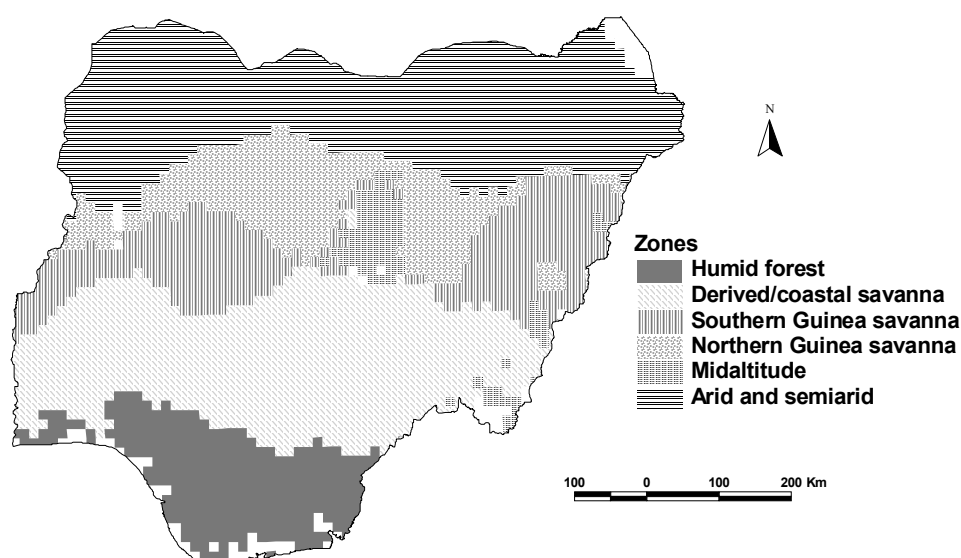 N
Zones
Humid forest
Derived/coastal savanna
Southern Guinea savanna
Northern Guinea savanna
Midaltitude
Arid and semiarid
100 0 100 200 Km